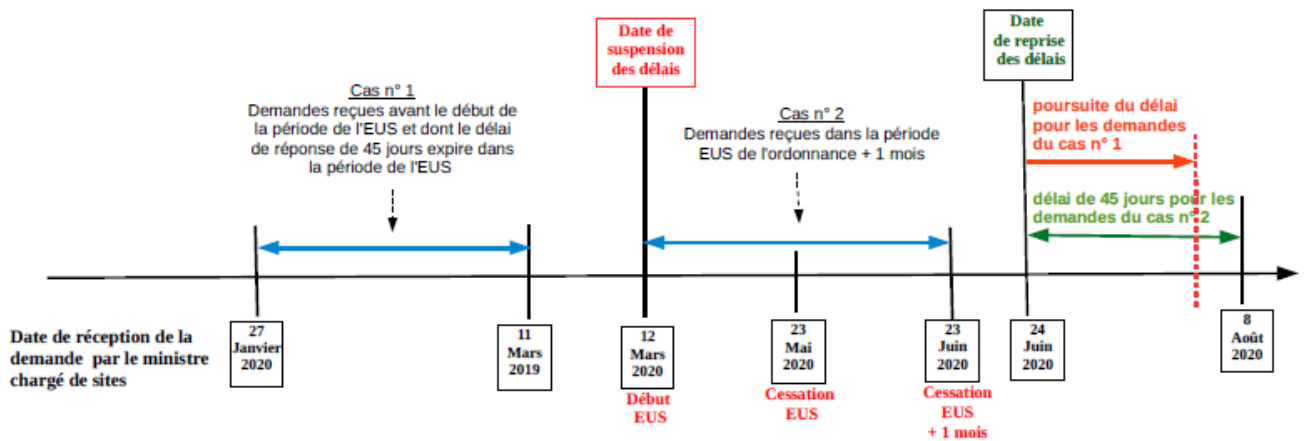 Date de
suspension
des délais
Date
de reprise
des délais
Cas n° 1
Demandes reçues avant le début de
la période de l'EUS et dont le délai
de réponse de 45 jours expire dans
la période de l'EUS
Cas n° 2
Demandes reçues dans la période
EUS de l'ordonnance + 1 mois
poursuite du délai
pour les demandes
du cas n° 1
délai de 45 jours pour les
demandes du cas n° 2
Date de réception de la
demande par le ministre
chargé de sites
27
Janvier
2020
11
Mars
2019
12
Mars
2020
Début
EUS
23
Mai
2020
Cessation
EUS
23
Juin
2020
Cessation
EUS
+ 1 mois
24
Juin
2020
8
Août
2020